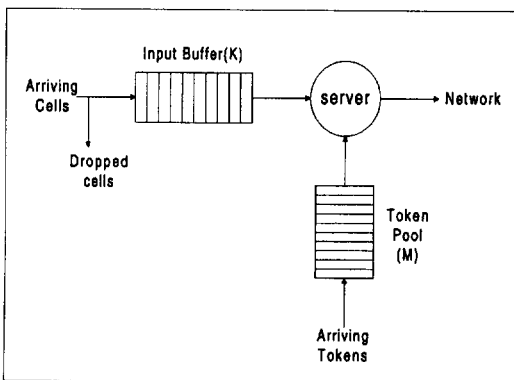 Input Buffer(K)
Arriving
Cells
server
Network
Dropped
cells
Token
Pool
(M)
Arriving
Tokens